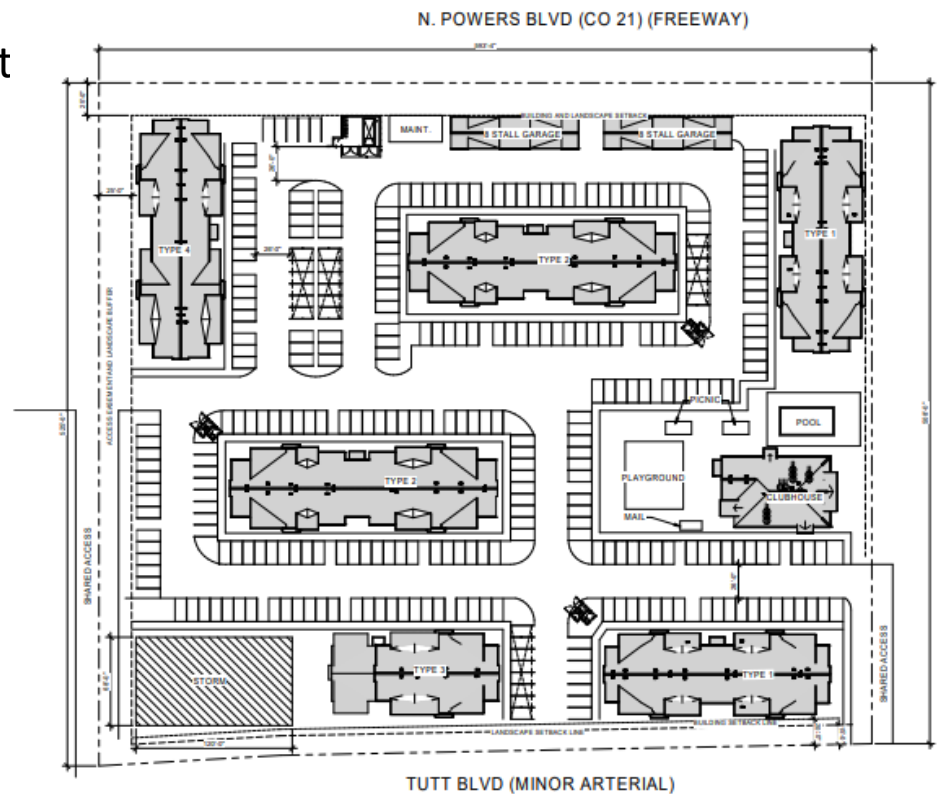 N. POWERS BLVD (CO 21) (FREEWAY)
t
BUILDING AND LANDSCAPE SETBACK
MAINT.
8 STALL GARAGE
8 STALL GARAGE
TYPE 4
TYPE 2
TYPE 1
ACCESS EASEMENT AND LANDSCAPE BUFFER
PICNIC
POOL
TYPE 2
PLAYGROUND
CLUBHOUSE
MAIL
SHARED ACCESS
SHARED ACCESS
STORM
TYPE 3
TYPE 1
BUILDING SETBACK LINE
LANDSCAPE SETBACK LINE
120'-0"
TUTT BLVD (MINOR ARTERIAL)